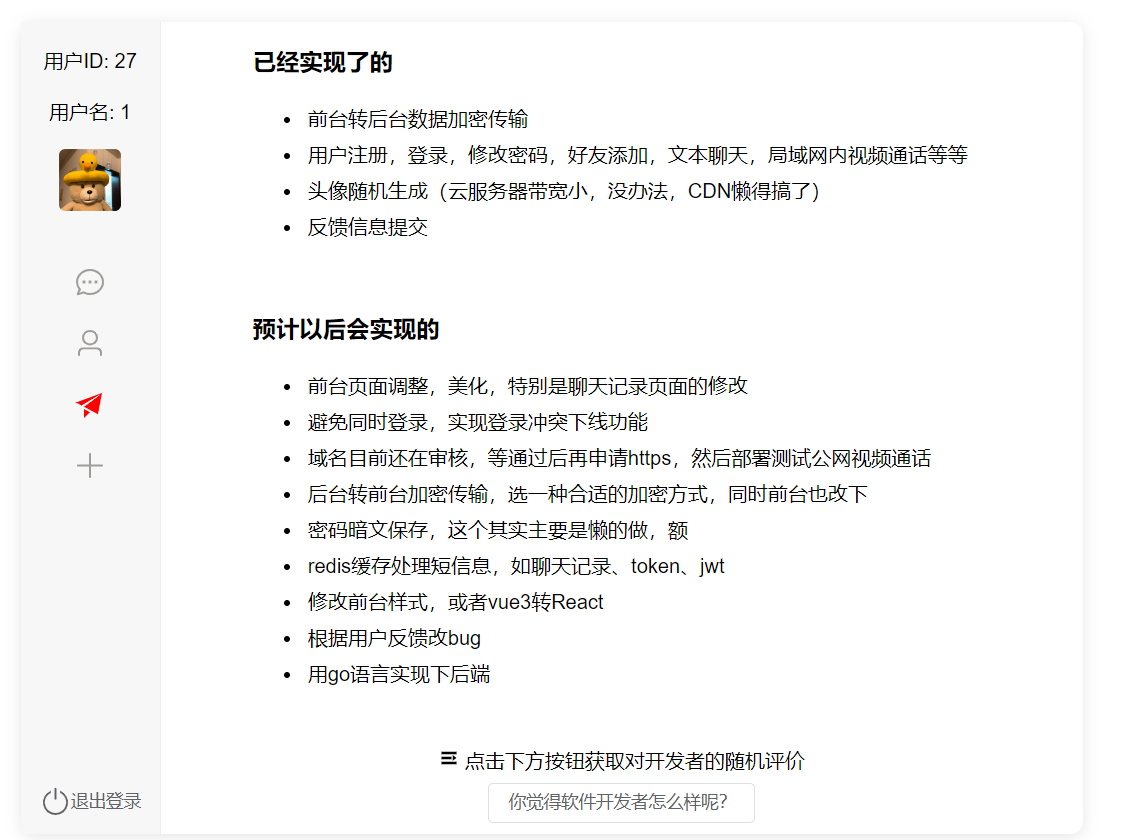 用户ID: 27
用户名: 1
退出登录
已经实现了的
前台转后台数据加密传输
用户注册，登录，修改密码，好友添加，文本聊天，局域网内视频通话等等
头像随机生成（云服务器带宽小，没办法，CDN懒得搞了）
反馈信息提交
预计以后会实现的
前台页面调整，美化，特别是聊天记录页面的修改
避免同时登录，实现登录冲突下线功能
域名目前还在审核，等通过后再申请https，然后部署测试公网视频通话
后台转前台加密传输，选一种合适的加密方式，同时前台也改下
密码暗文保存，这个其实主要是懒的做，额
redis缓存处理短信息，如聊天记录、token、jwt
修改前台样式，或者vue3转React
根据用户反馈改bug
用go语言实现下后端
点击下方按钮获取对开发者的随机评价
你觉得软件开发者怎么样呢？